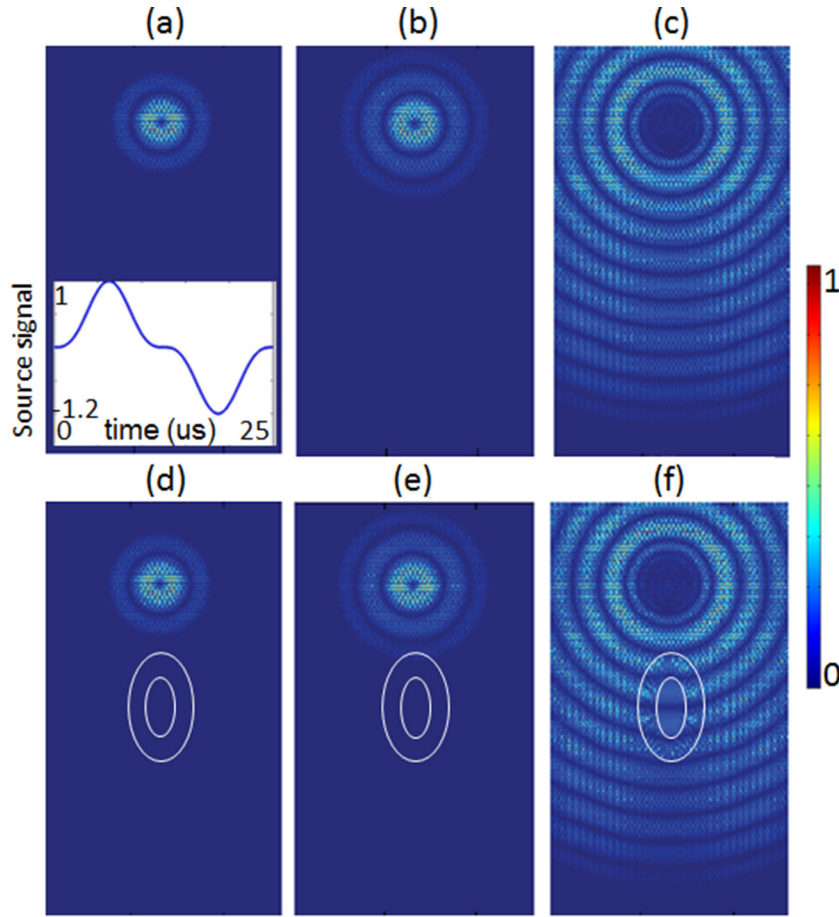 (a) (b) (c)
1
Source signal
-1.2
0 time (us) 25
1
0
(d) (e) (f)